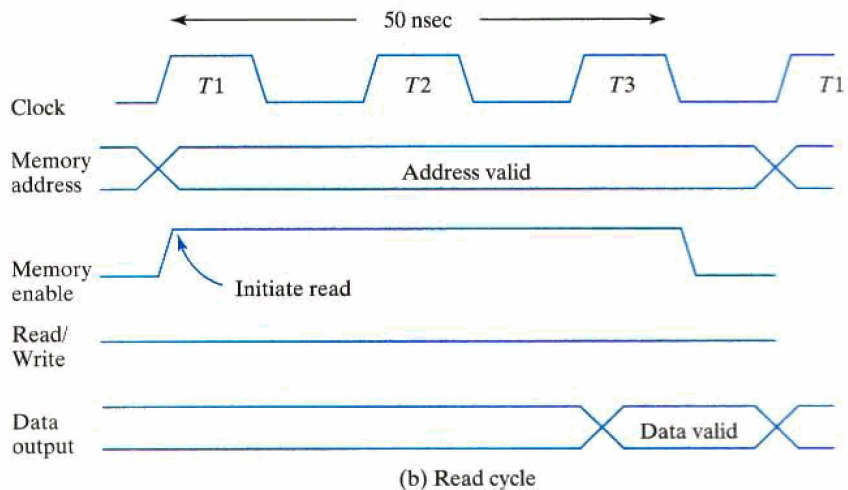 50 nsec
Clock
T1 T2 T3 T1
Memory
address
Address valid
Memory
enable
Initiate read
Read/
Write
Data
output
Data valid
(b) Read cycle